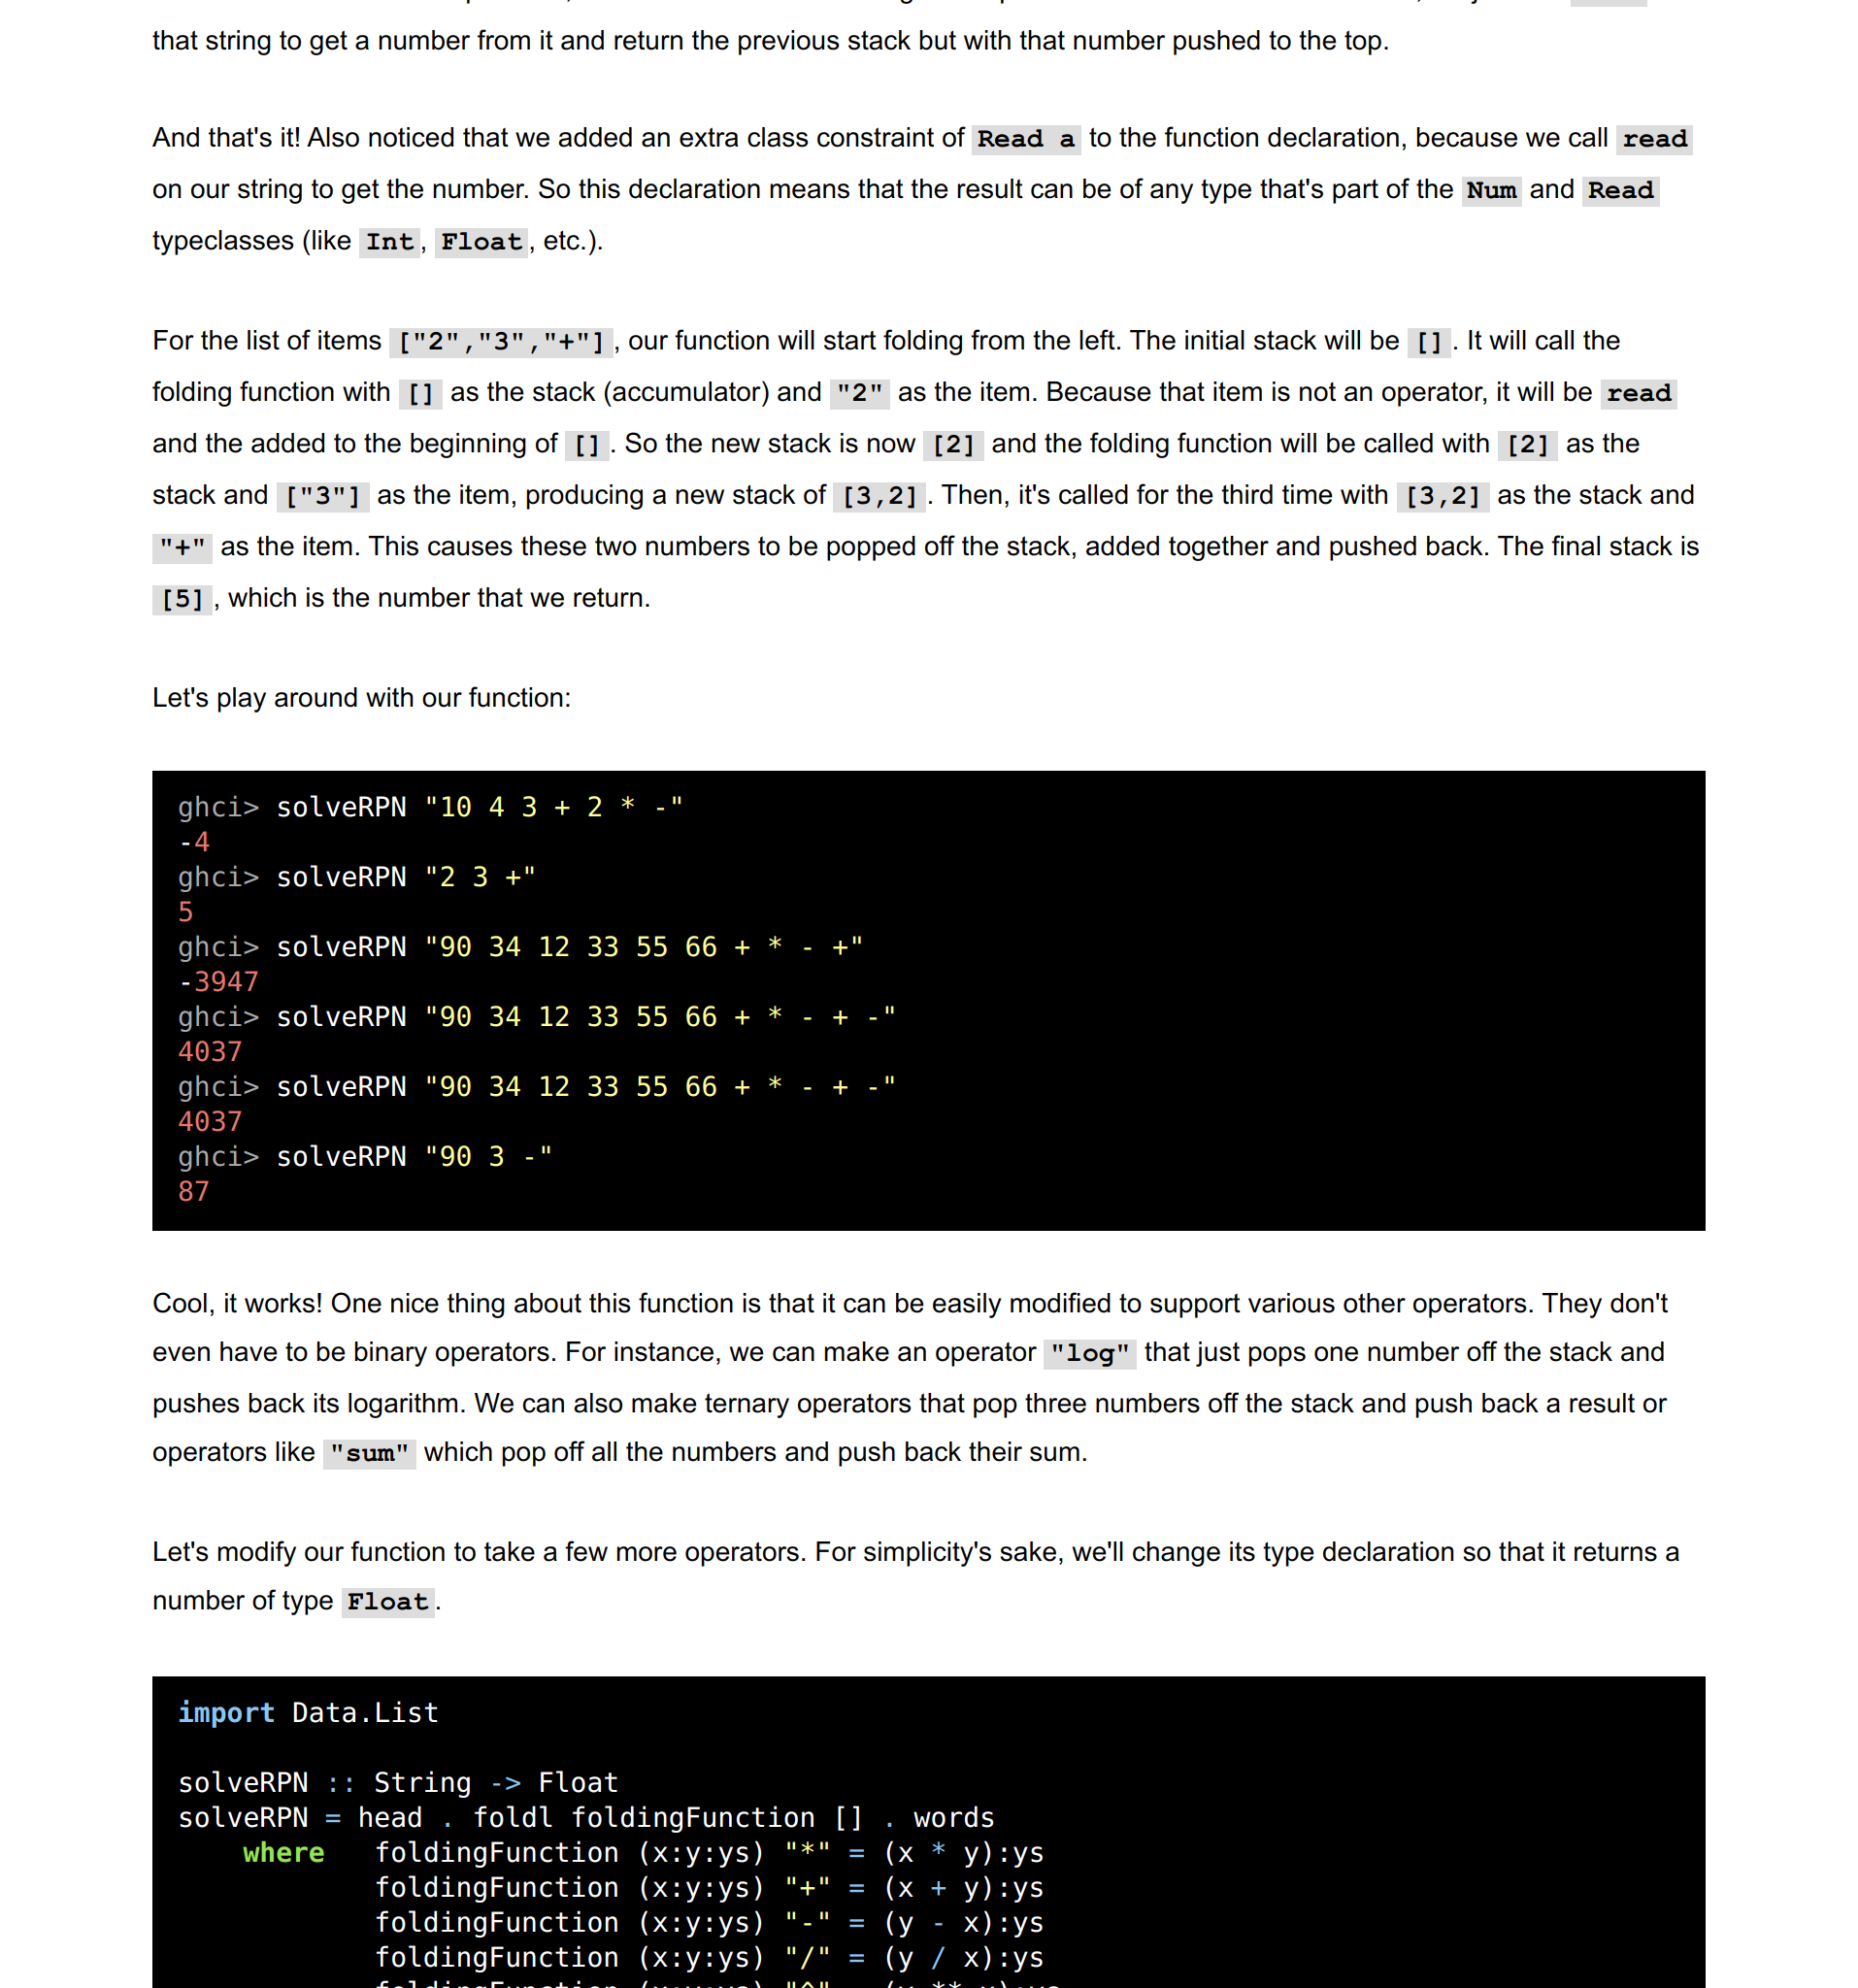 that string to get a number from it and return the previous stack but with that number pushed to the top.
And that's it! Also noticed that we added an extra class constraint of Read a to the function declaration, because we call read
on our string to get the number. So this declaration means that the result can be of any type that's part of the Num and Read
typeclasses (like Int, Float, etc.).
For the list of items ["2","3","+"], our function will start folding from the left. The initial stack will be []. It will call the
folding function with [] as the stack (accumulator) and "2" as the item. Because that item is not an operator, it will be read
and the added to the beginning of []. So the new stack is now [2] and the folding function will be called with [2] as the
stack and ["3"] as the item, producing a new stack of [3,2]. Then, it's called for the third time with [3,2] as the stack and
"+" as the item. This causes these two numbers to be popped off the stack, added together and pushed back. The final stack is
[5], which is the number that we return.
Let's play around with our function:
ghci> solveRPN "10 4 3 + 2 * -"
-4
ghci> solveRPN "2 3 +"
5
ghci> solveRPN "90 34 12 33 55 66 + * - +"
-3947
ghci> solveRPN "90 34 12 33 55 66 + * - + -"
4037
ghci> solveRPN "90 34 12 33 55 66 + * - + -"
4037
ghci> solveRPN "90 3 -"
87
Cool, it works! One nice thing about this function is that it can be easily modified to support various other operators. They don't
even have to be binary operators. For instance, we can make an operator "log" that just pops one number off the stack and
pushes back its logarithm. We can also make ternary operators that pop three numbers off the stack and push back a result or
operators like "sum" which pop off all the numbers and push back their sum.
Let's modify our function to take a few more operators. For simplicity's sake, we'll change its type declaration so that it returns a
number of type Float.
import Data.List
solveRPN :: String -> Float
solveRPN = head . foldl foldingFunction [] . words
    where   foldingFunction (x:y:ys) "*" = (x * y):ys
            foldingFunction (x:y:ys) "+" = (x + y):ys
            foldingFunction (x:y:ys) "-" = (y - x):ys
            foldingFunction (x:y:ys) "/" = (y / x):ys